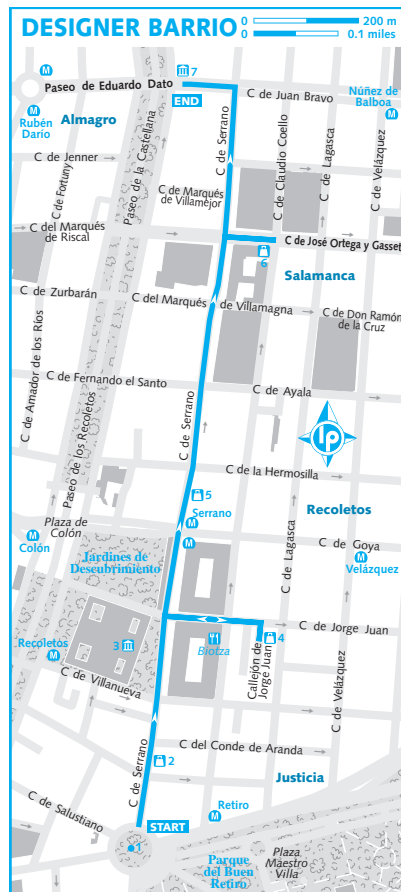 DESIGNER BARRIO
0 200 m
0 0.1 miles
7
Paseo de Eduardo Dato
END
C de Juan Bravo
Núñez de
Balboa
Rubén
Darío
Almagro
C de Jenner
C de Fortuny
Paseo de la Castellana
C de Serrano
C de Claudio Coello
C de Lagasca
C de Velázquez
C de Marqués
de Villamejor
C del Marqués
de Riscal
C de José Ortega y Gasset
6
Salamanca
C de Zurbarán
C del Marqués de Villamagna
C de Don Ramón
de la Cruz
C de Amador de los Ríos
C de Fernando el Santo
C de Ayala
C de Serrano
Paseo de los Recoletos
lp
C de la Hermosilla
5
Serrano
Recoletos
Plaza de
Colón
Colón
C de Goya
Velázquez
Jardines de
Descubrimiento
C de Lagasca
C de Jorge Juan
3
4
Recoletos
Biotza
Callejón de
Jorge Juan
C de Villanueva
C de Velázquez
C del Conde de Aranda
2
C de Serrano
Justicia
C de Salustiano
START
Retiro
1
Parque
del Buen
Retiro
Plaza
Maestro
Villa
M
M
M
M
M
M
M
M
M